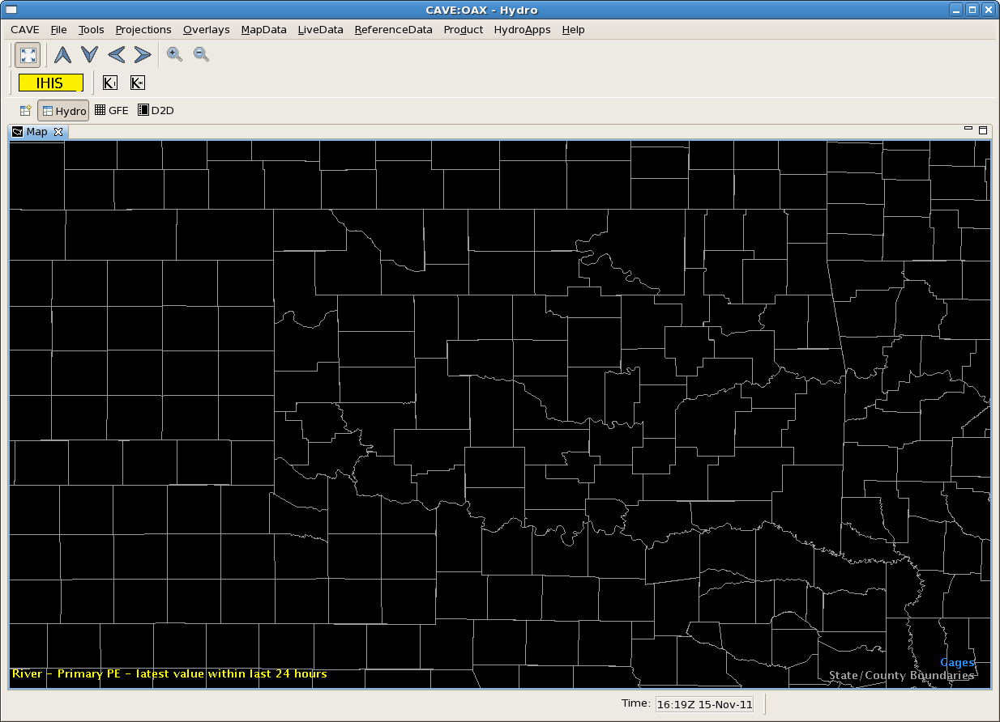 CAVE:OAX - Hydro
CAVE File Tools Projections Overlays MapData LiveData ReferenceData Product HydroApps Help
IHIS K I K*
Hydro GFE D2D
Map
Gages
River - Primary PE - latest value within last 24 hours
State/County Boundaries
Time: 16:19Z 15-Nov-11